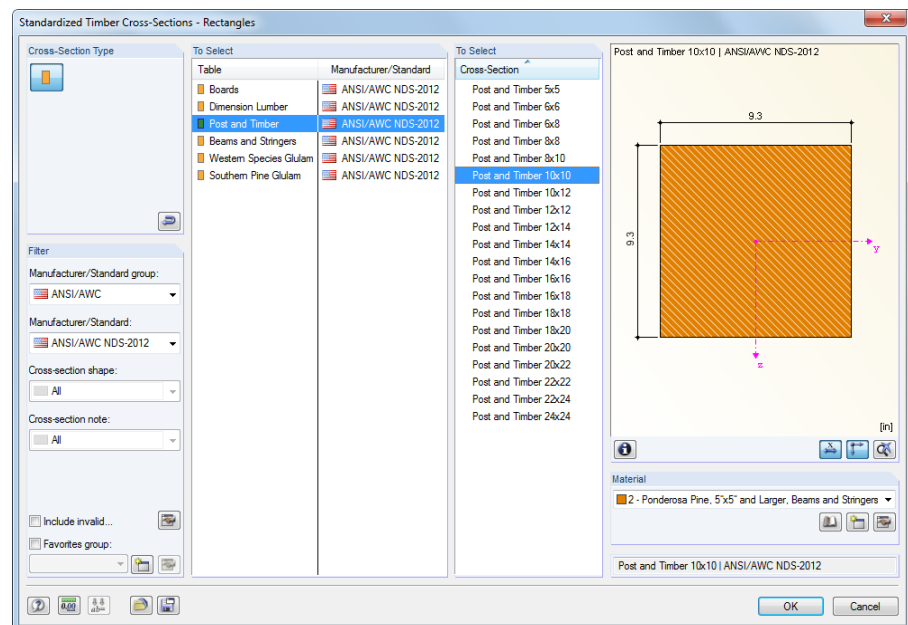 Standardized Timber Cross-Sections - Rectangles
Cross-Section Type
To Select
Table
Manufacturer/Standard
Boards
ANSI/AWC NDS-2012
Dimension Lumber
ANSI/AWC NDS-2012
Post and Timber
ANSI/AWC NDS-2012
Beams and Stringers
ANSI/AWC NDS-2012
Western Species Glulam
ANSI/AWC NDS-2012
Southern Pine Glulam
ANSI/AWC NDS-2012
To Select
Cross-Section
Post and Timber 5x5
Post and Timber 6x6
Post and Timber 6x8
Post and Timber 8x8
Post and Timber 8x10
Post and Timber 10x10
Post and Timber 10x12
Post and Timber 12x12
Post and Timber 12x14
Post and Timber 14x14
Post and Timber 14x16
Post and Timber 16x16
Post and Timber 16x18
Post and Timber 18x18
Post and Timber 18x20
Post and Timber 20x20
Post and Timber 20x22
Post and Timber 22x22
Post and Timber 22x24
Post and Timber 24x24
Post and Timber 10x10 | ANSI/AWC NDS-2012
9.3
9.3
y
z
[in]
Filter
Manufacturer/Standard group:
ANSI/AWC
Manufacturer/Standard:
ANSI/AWC NDS-2012
Cross-section shape:
All
Cross-section note:
All
Include invalid...
Favorites group:
Material
2 - Ponderosa Pine, 5"x5" and Larger, Beams and Stringers
Post and Timber 10x10 | ANSI/AWC NDS-2012
0.00
OK
Cancel